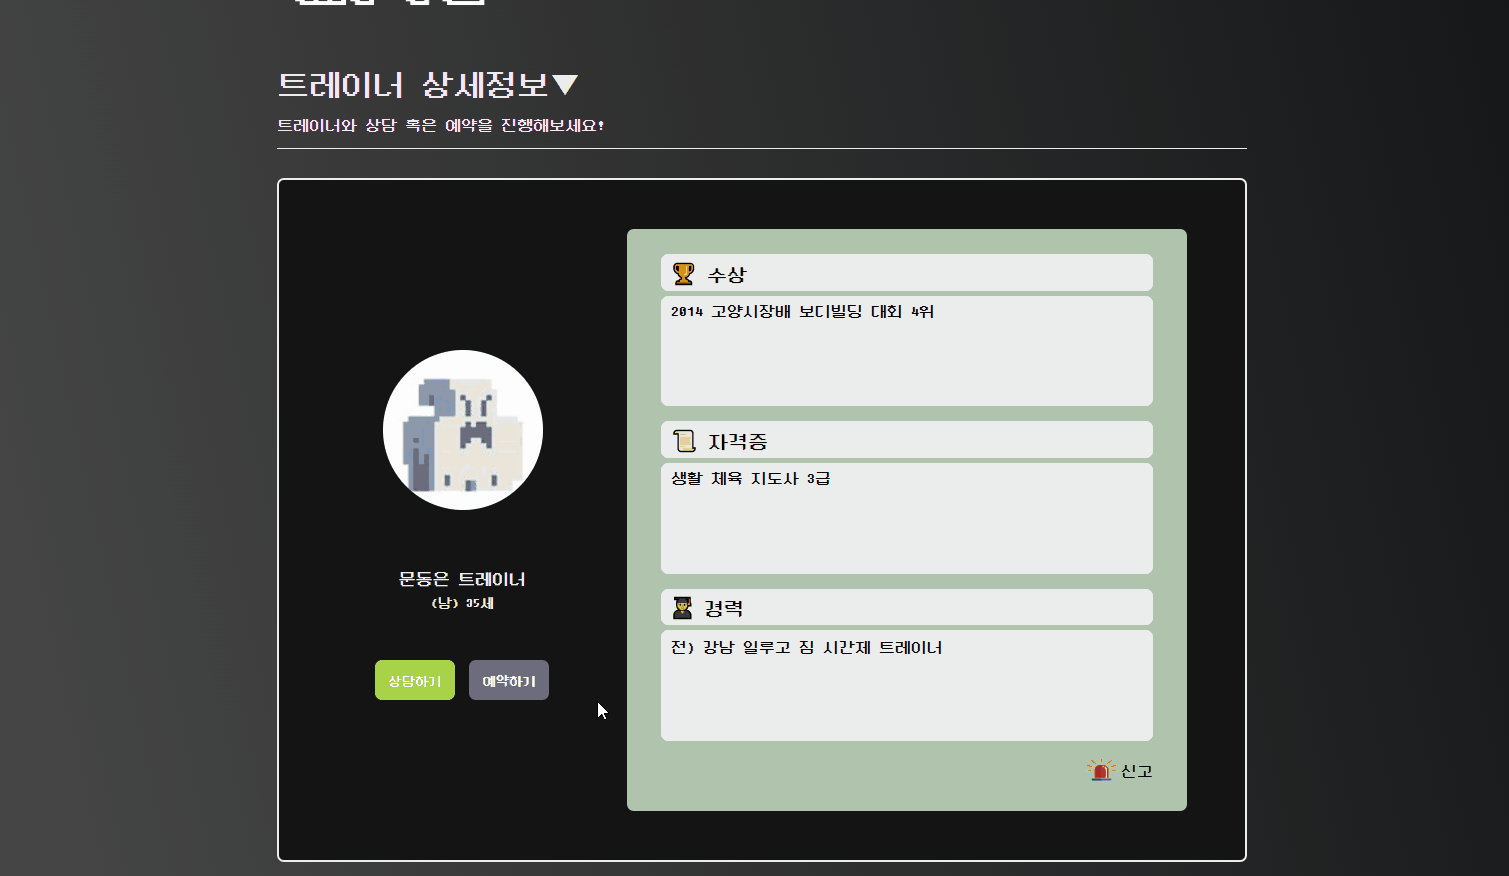 트레이너 상세정보▼
트레이너와 상담 혹은 예약을 진행해보세요!
문동은 트레이너
(남) 35세
상담하기 예약하기
수상
2014 고양시장배 보디빌딩 대회 4위
자격증
생활 체육 지도사 3급
경력
전) 강남 일루고 짐 시간제 트레이너
신고